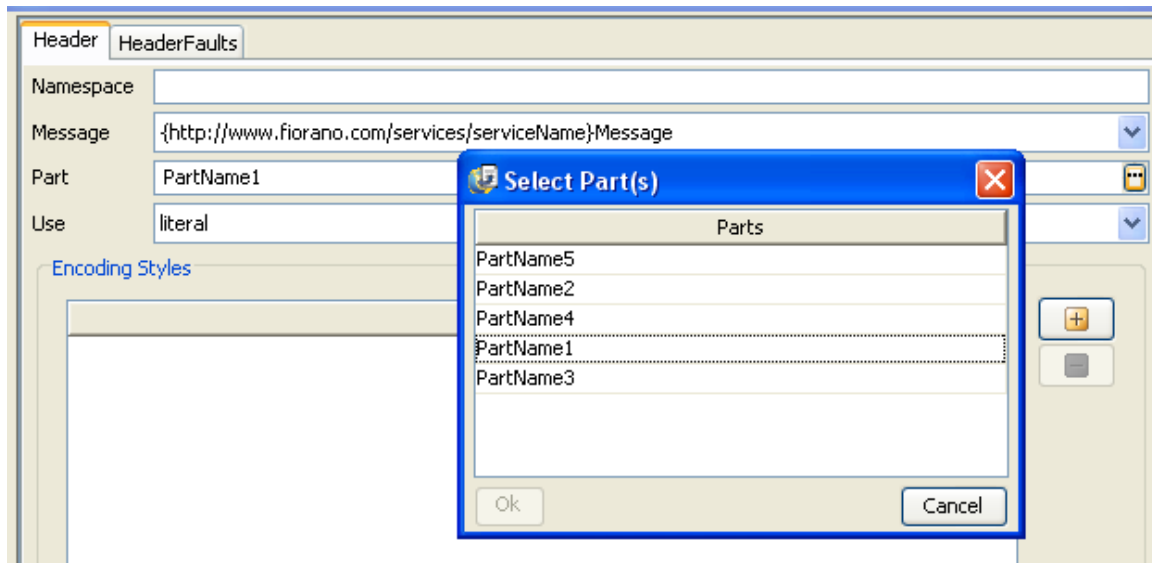 Header HeaderFaults
Namespace
Message {http://www.fiorano.com/services/serviceName}Message
Part PartName1
Use literal
Encoding Styles
Select Part(s)
Parts
PartName5
PartName2
PartName4
PartName1
PartName3
Ok Cancel